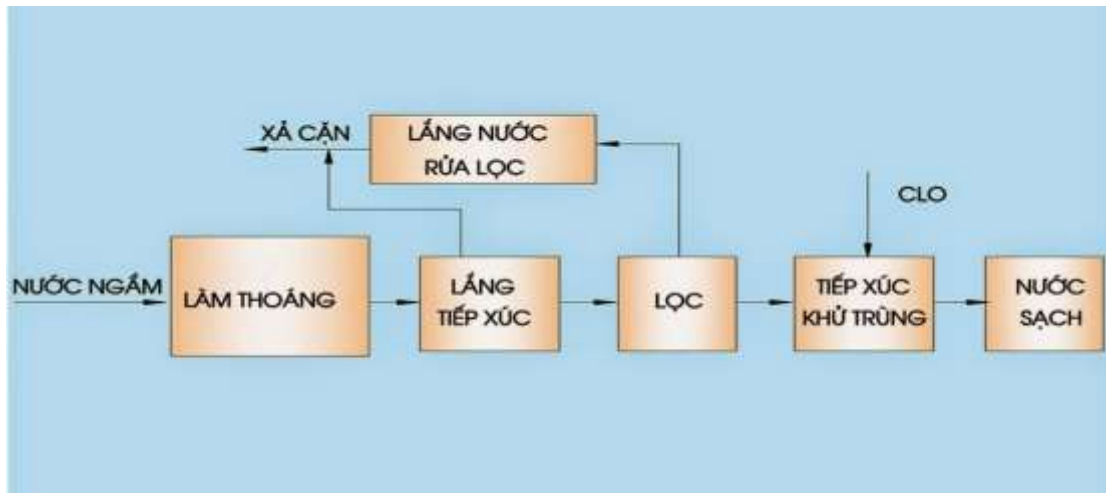 XẢ CẶN
LẮNG NƯỚC
RỬA LỌC
CLO
NƯỚC NGẦM
LÀM THOÁNG
LẮNG
TIẾP XÚC
LỌC
TIẾP XÚC
KHỬ TRÙNG
NƯỚC
SẠCH